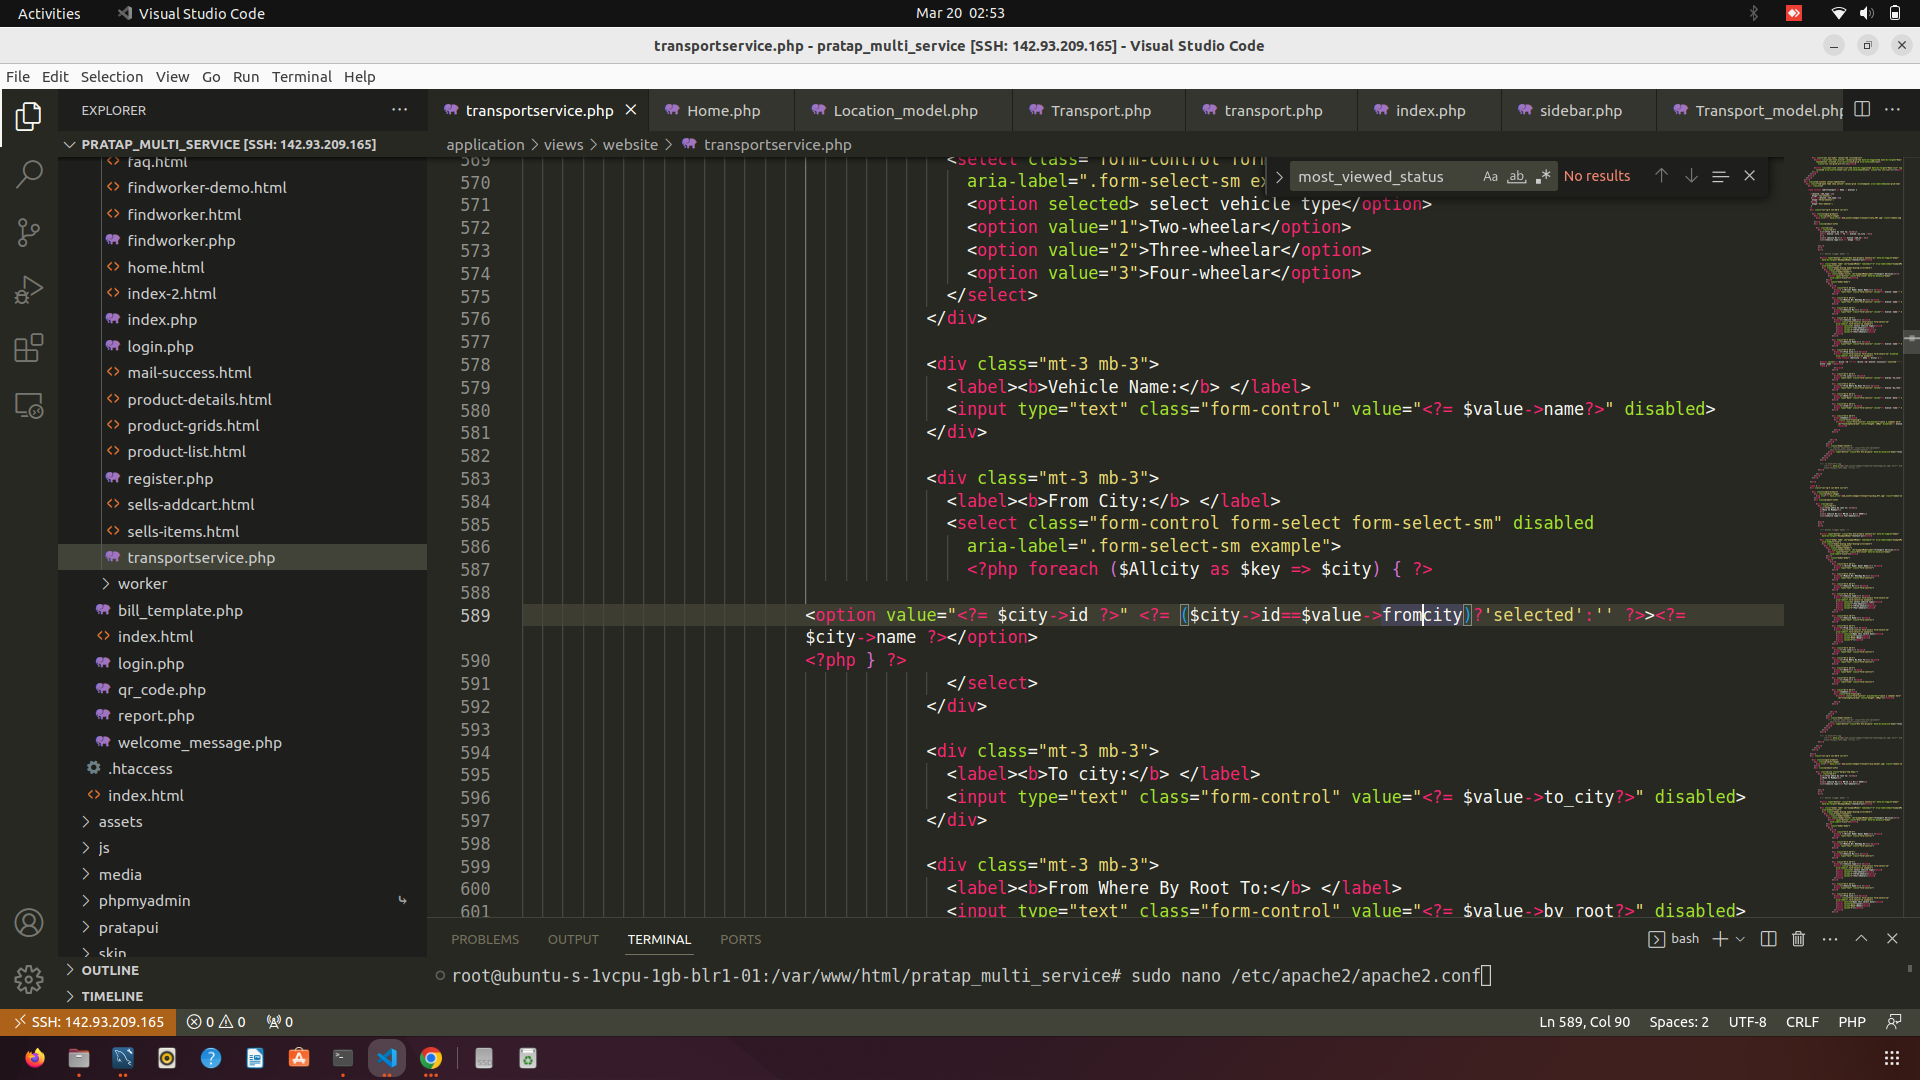 Activities
Visual Studio Code
Mar 20 02:53
transportservice.php - pratap_multi_service [SSH: 142.93.209.165] - Visual Studio Code
File Edit Selection View Go Run Terminal Help
EXPLORER
PRATAP_MULTI_SERVICE [SSH: 142.93.209.165]
faq.html
findworker-demo.html
findworker.html
findworker.php
home.html
index-2.html
index.php
login.php
mail-success.html
product-details.html
product-grids.html
product-list.html
register.php
sells-addcart.html
sells-items.html
transportservice.php
worker
bill_template.php
index.html
login.php
qr_code.php
report.php
welcome_message.php
.htaccess
index.html
assets
js
media
phpmyadmin
pratapui
skin
OUTLINE
TIMELINE
transportservice.php
Home.php
Location_model.php
Transport.php
transport.php
index.php
sidebar.php
Transport_model.php
application > views > website > transportservice.php
most_viewed_status
Aa ab .*
No results
569 <select class="form-control for
570 aria-label=".form-select-sm ex
571 <option selected> select vehicle type</option>
572 <option value="1">Two-wheelar</option>
573 <option value="2">Three-wheelar</option>
574 <option value="3">Four-wheelar</option>
575 </select>
576 </div>
577
578 <div class="mt-3 mb-3">
579 <label><b>Vehicle Name:</b> </label>
580 <input type="text" class="form-control" value="<?= $value->name?>" disabled>
581 </div>
582
583 <div class="mt-3 mb-3">
584 <label><b>From City:</b> </label>
585 <select class="form-control form-select form-select-sm" disabled
586 aria-label=".form-select-sm example">
587 <?php foreach ($Allcity as $key => $city) { ?>
588
589 <option value="<?= $city->id ?>" <?= ($city->id==$value->fromcity)?'selected':'' ?>><?=
$city->name ?></option>
590 <?php } ?>
591 </select>
592 </div>
593
594 <div class="mt-3 mb-3">
595 <label><b>To city:</b> </label>
596 <input type="text" class="form-control" value="<?= $value->to_city?>" disabled>
597 </div>
598
599 <div class="mt-3 mb-3">
600 <label><b>From Where By Root To:</b> </label>
601 <input type="text" class="form-control" value="<?= $value->by_root?>" disabled>
PROBLEMS OUTPUT TERMINAL PORTS
bash
root@ubuntu-s-1vcpu-1gb-blr1-01:/var/www/html/pratap_multi_service# sudo nano /etc/apache2/apache2.conf
SSH: 142.93.209.165
0 0
0
Ln 589, Col 90
Spaces: 2
UTF-8
CRLF
PHP